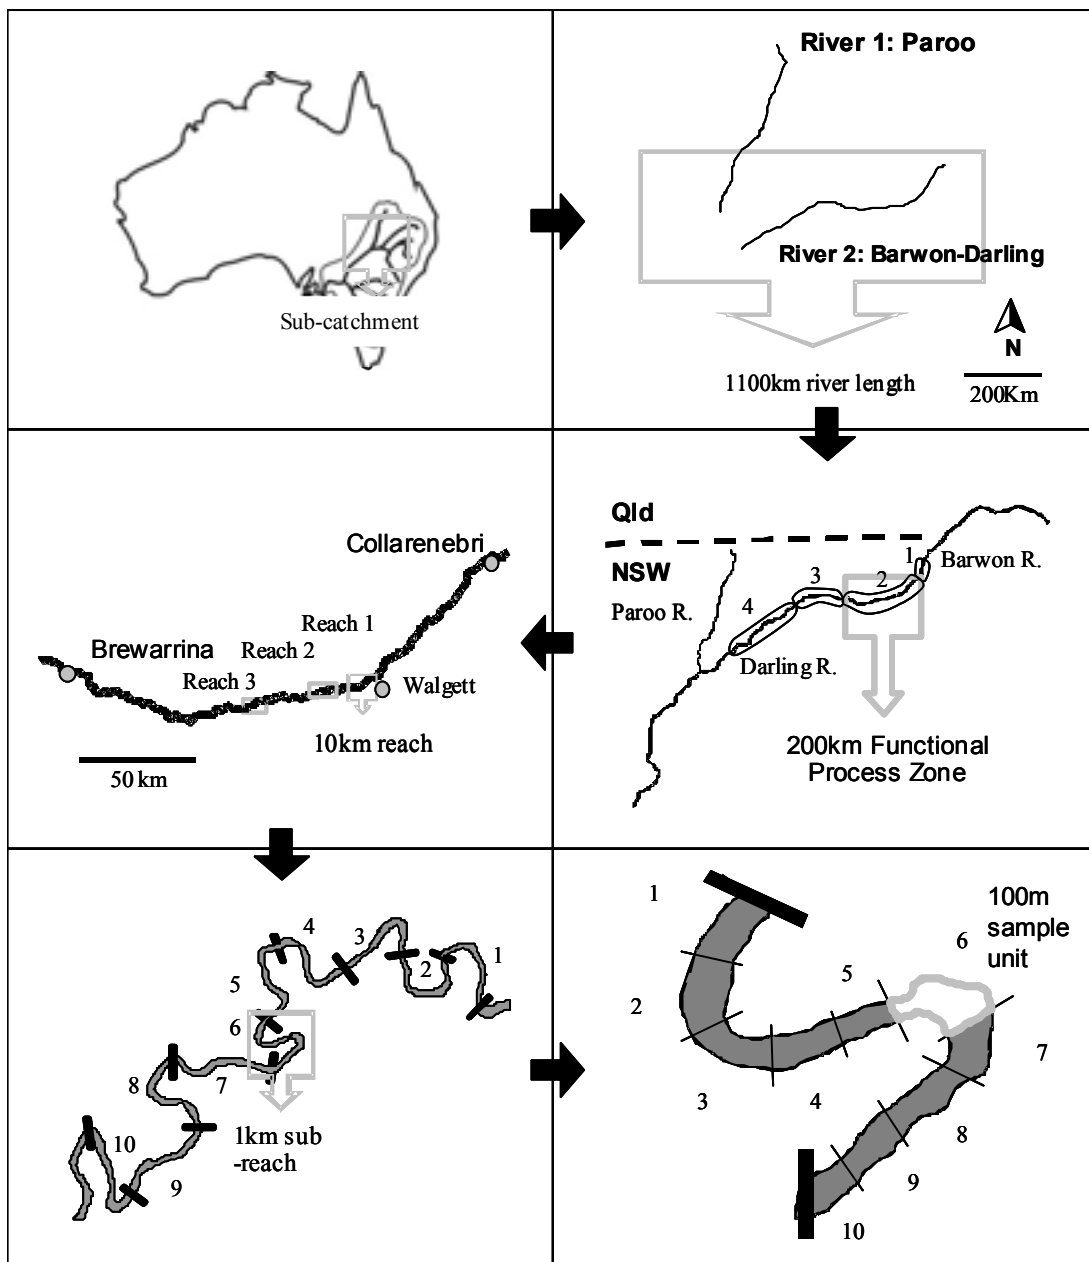 Sub-catchment
River 1: Paroo
River 2: Barwon-Darling
N
1100km river length
200Km
Collarenebri
Reach 1
Brewarrina
Reach 2
Reach 3
Walgett
10km reach
50 km
Qld
NSW
1
Barwon R.
2
3
Paroo R.
4
Darling R.
200km Functional
Process Zone
4
3
1
2
5
6
8
7
10
1km sub
-reach
9
1
100m
sample
unit
6
5
2
7
3
4
8
9
10